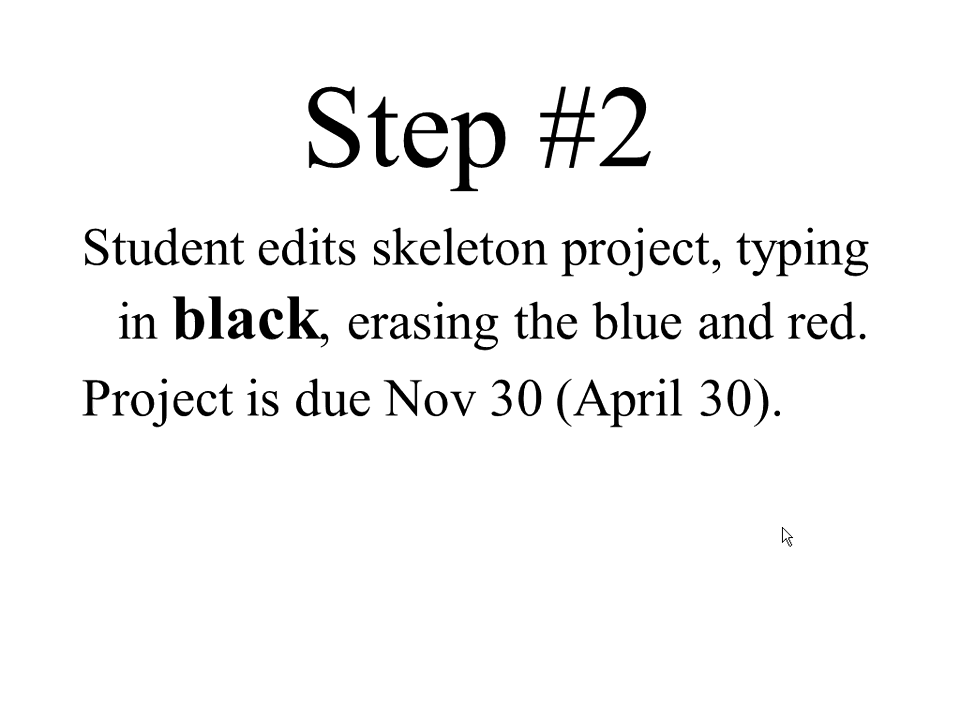 Step #2
Student edits skeleton project, typing
in black, erasing the blue and red.
Project is due Nov 30 (April 30).